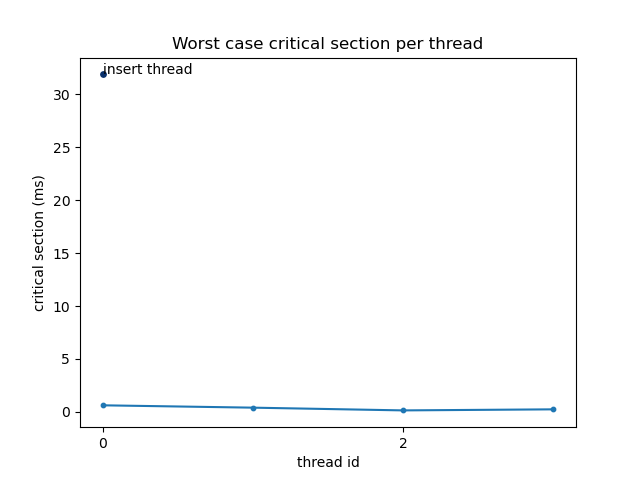 Worst case critical section per thread
insert thread
30
25
20
15
10
5
0
critical section (ms)
0 2
thread id